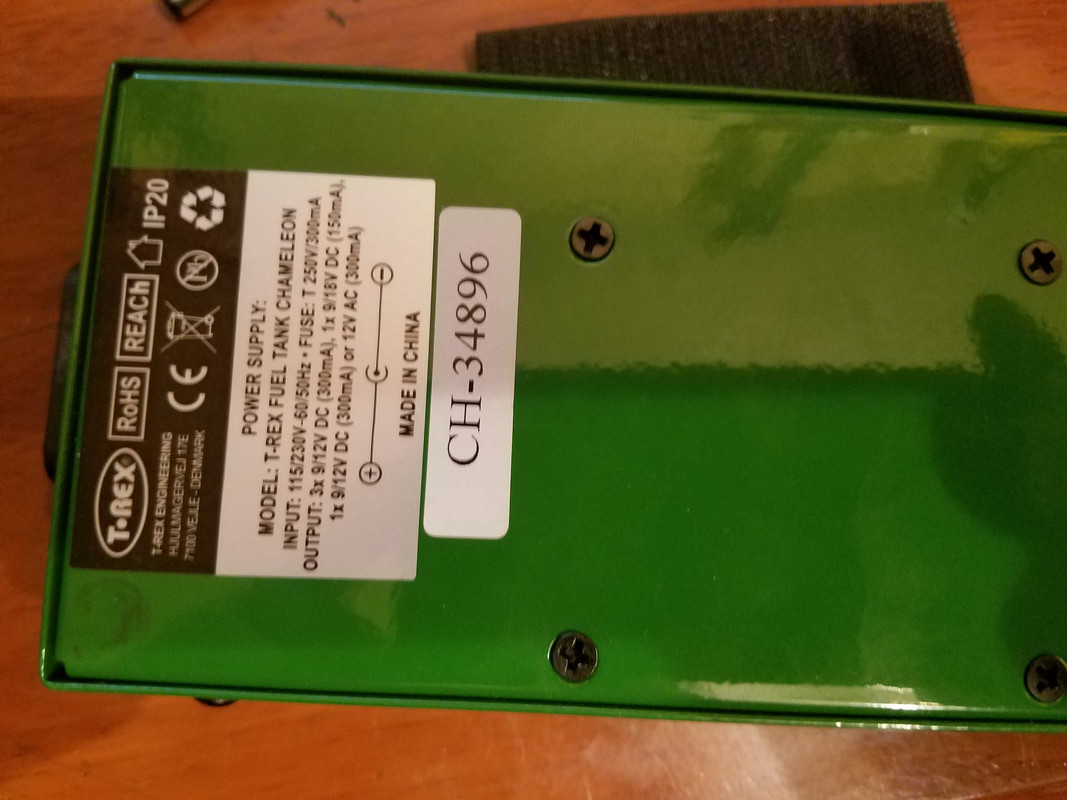 T-REX®
T-REX ENGINEERING
HJULMAGERVEJ 17E
7100 VEJLE - DENMARK
RoHS
REACh
IP20
CE
POWER SUPPLY:
MODEL: T-REX FUEL TANK CHAMELEON
INPUT: 115/230V-60/50Hz • FUSE: T 250V/300mA
OUTPUT: 3x 9/12V DC (300mA), 1x 9/18V DC (150mA),
1x 9/12V DC (300mA) or 12V AC (300mA)
+ -
MADE IN CHINA
CH-34896